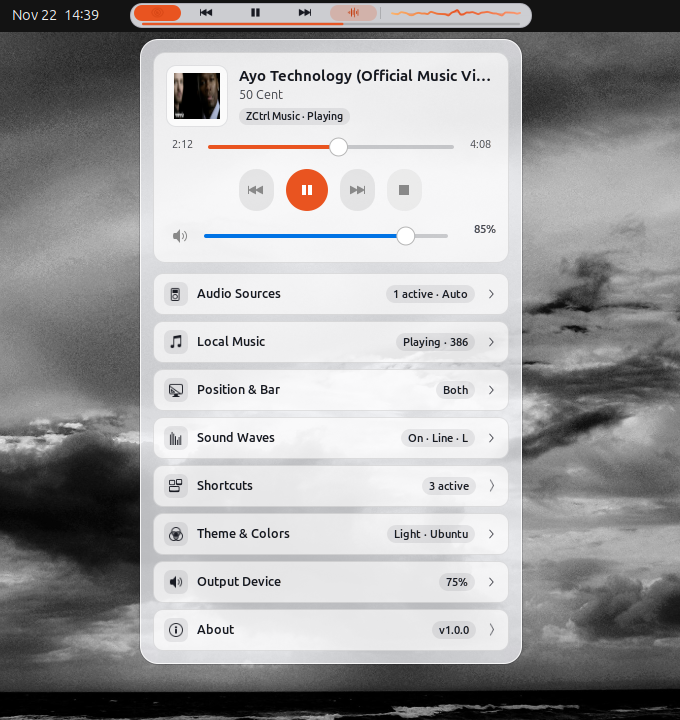 Nov 22 14:39
Ayo Technology (Official Music Vi...
50 Cent
ZCtrl Music · Playing
2:12
4:08
85%
Audio Sources
1 active · Auto
Local Music
Playing · 386
Position & Bar
Both
Sound Waves
On · Line · L
Shortcuts
3 active
Theme & Colors
Light · Ubuntu
Output Device
75%
About
v1.0.0